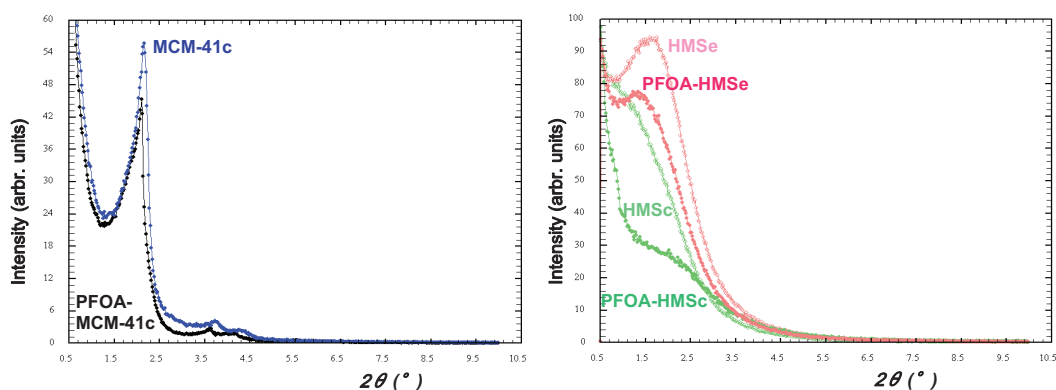 Intensity (arbr. units)
60
54
48
42
36
30
24
18
12
6
0
MCM-41c
PFOA-
MCM-41c
0.5 1.5 2.5 3.5 4.5 5.5 6.5 7.5 8.5 9.5 10.5
2θ (°)
Intensity (arbr. units)
100
90
80
70
60
50
40
30
20
10
0
HMSe
PFOA-HMSe
HMSc
PFOA-HMSc
0.5 1.5 2.5 3.5 4.5 5.5 6.5 7.5 8.5 9.5 10.5
2θ (°)